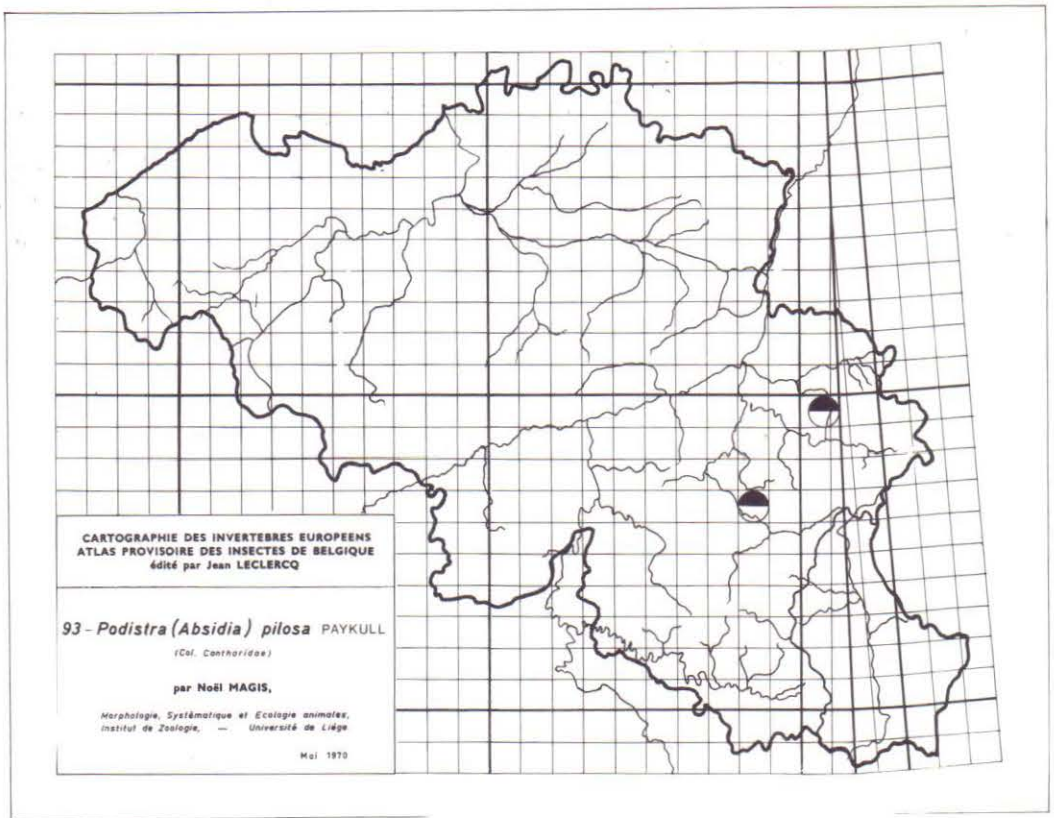 CARTOGRAPHIE DES INVERTEBRES EUROPEENS
ATLAS PROVISOIRE DES INSECTES DE BELGIQUE
édité par Jean LECLERCQ
93 - Podistra (Absidia) pilosa PAYKULL
(Col. Cantharidae)
par Noël MAGIS,
Morphologie, Systématique et Ecologie animales,
Institut de Zoologie, — Université de Liège
Mai 1970